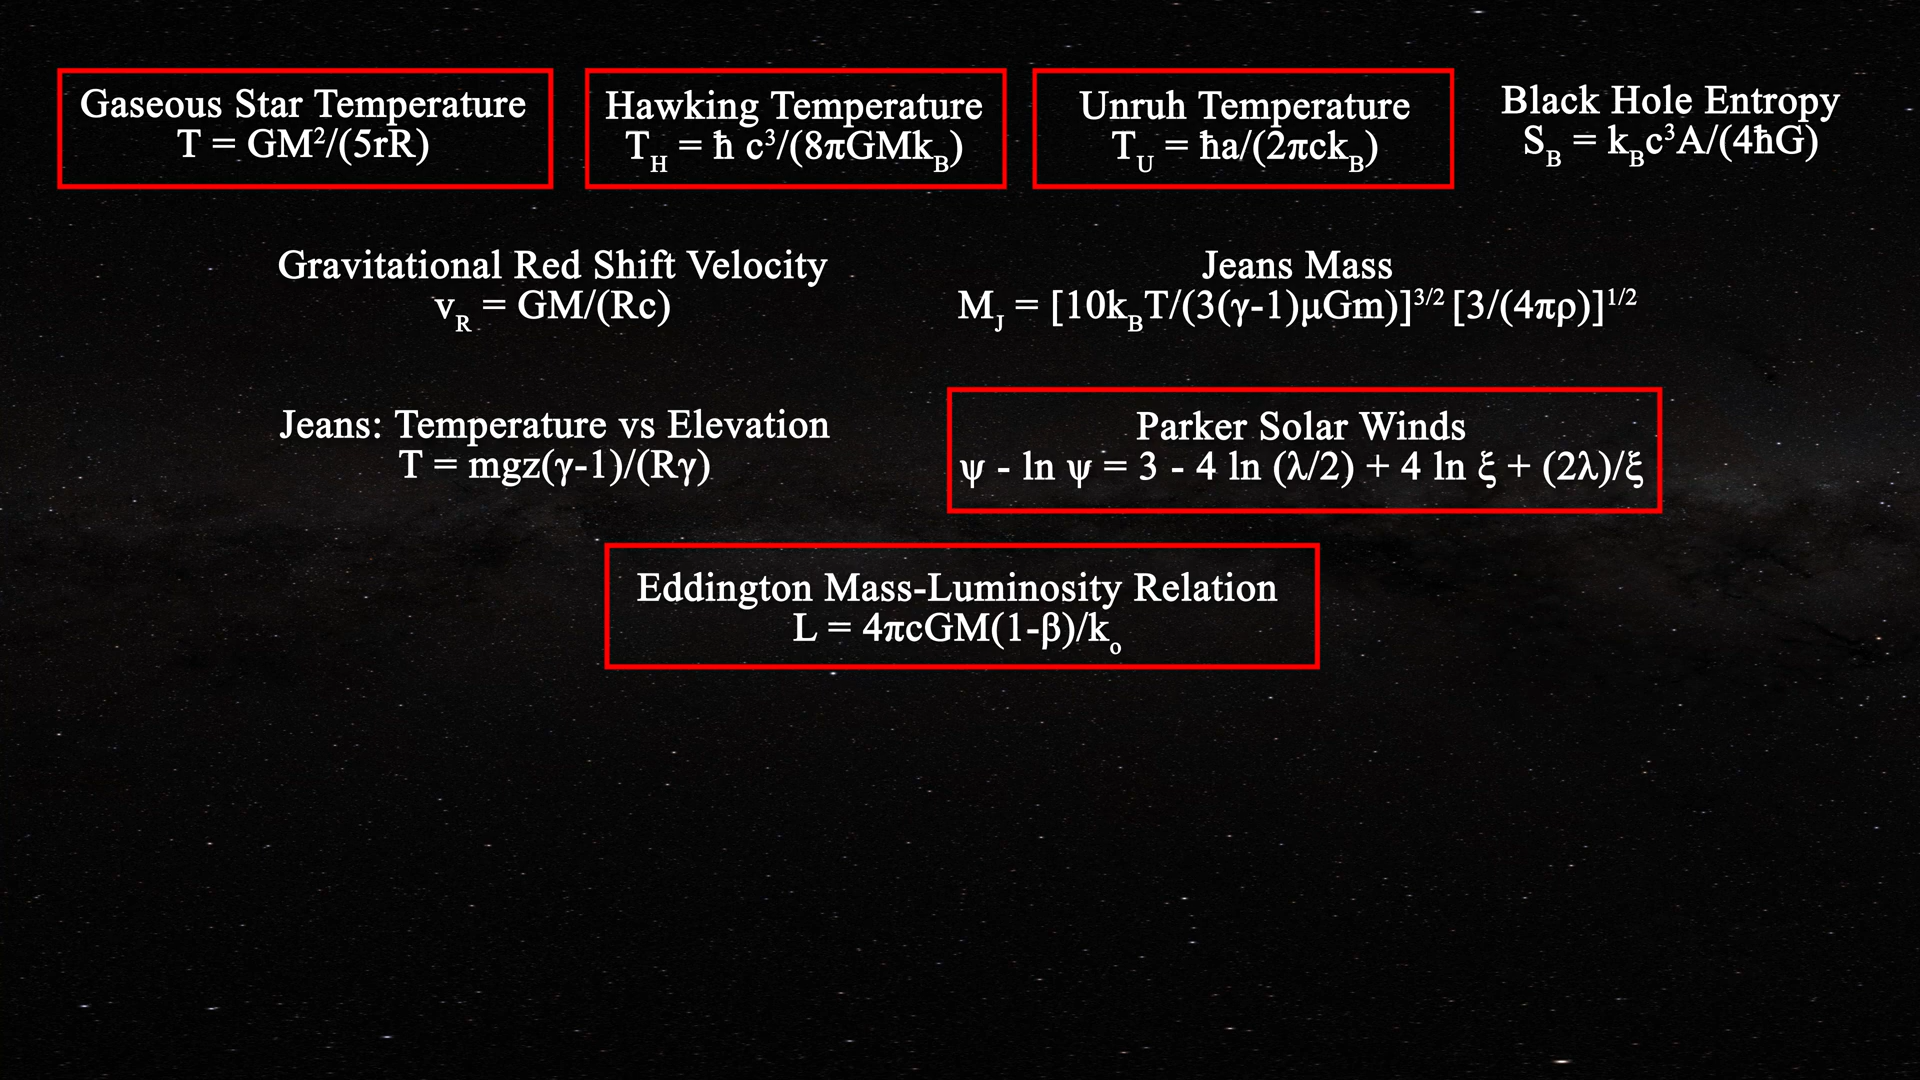 Gaseous Star Temperature
T = GM²/(5rR)
Hawking Temperature
T_H = ħ c³/(8πGMk_B)
Unruh Temperature
T_U = ħa/(2πck_B)
Black Hole Entropy
S_B = k_Bc³A/(4ħG)
Gravitational Red Shift Velocity
v_R = GM/(Rc)
Jeans Mass
M_J = [10k_BT/(3(γ-1)μGm)]^3/2 [3/(4πρ)]^1/2
Jeans: Temperature vs Elevation
T = mgz(γ-1)/(Rγ)
Parker Solar Winds
ψ - ln ψ = 3 - 4 ln (λ/2) + 4 ln ξ + (2λ)/ξ
Eddington Mass-Luminosity Relation
L = 4πcGM(1-β)/k_o